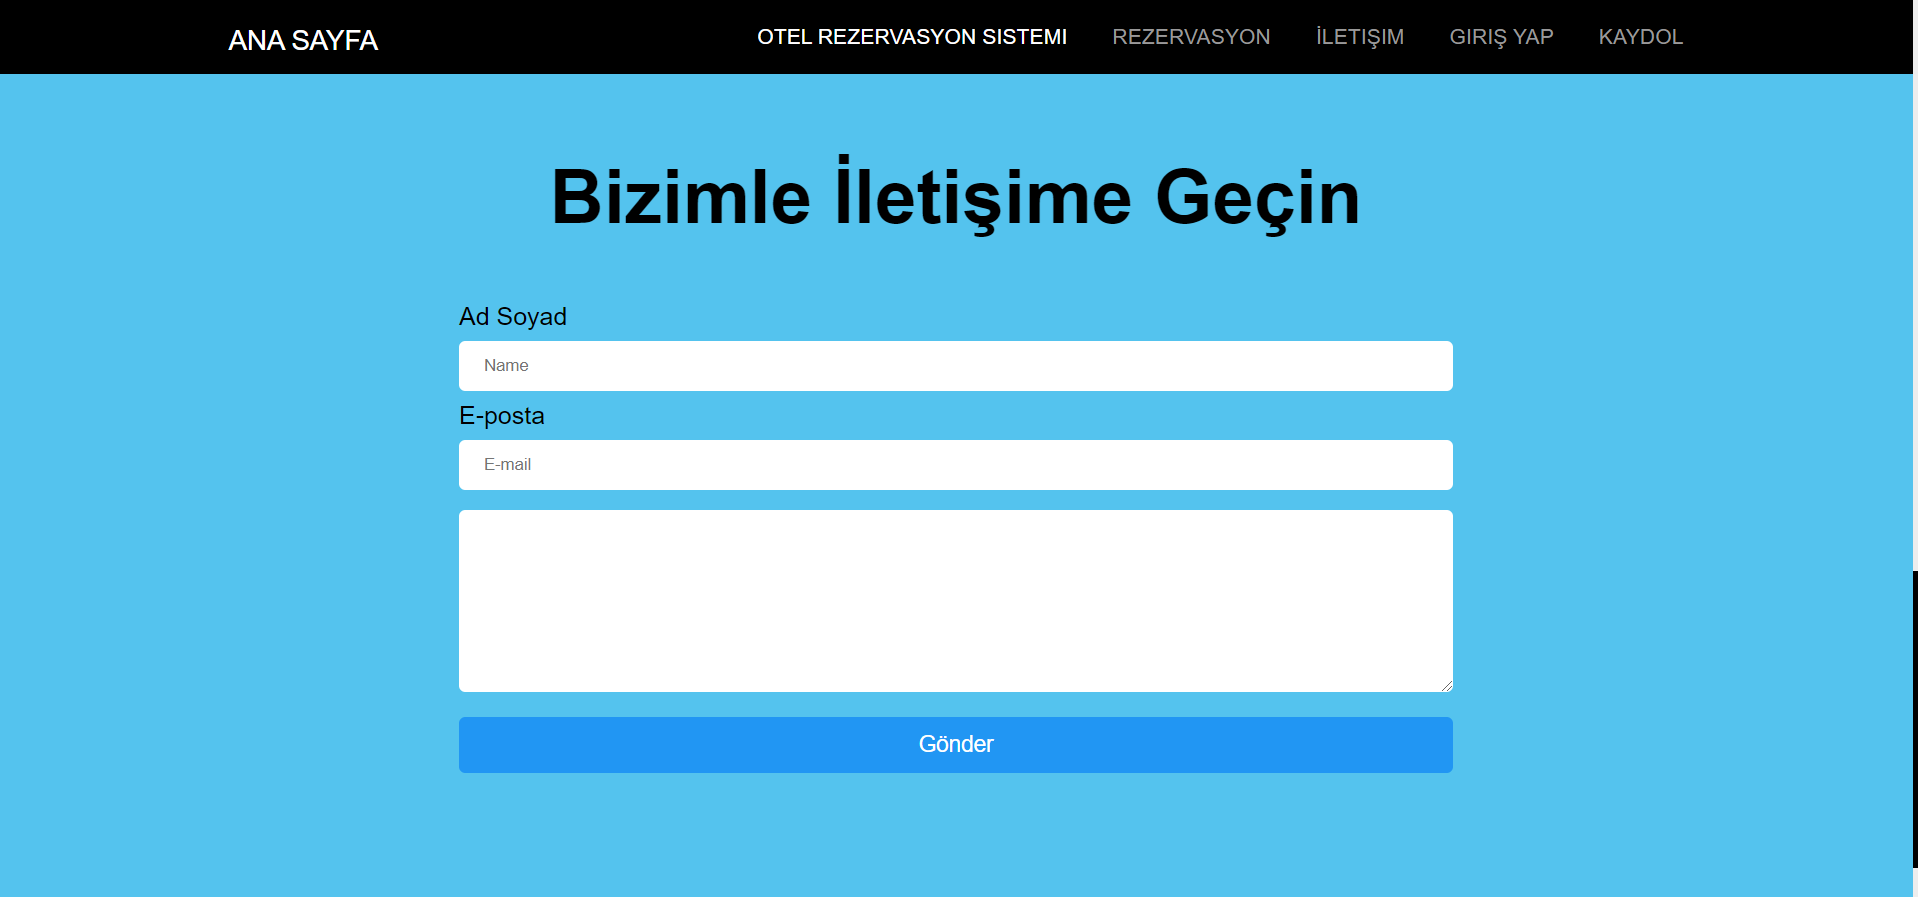 ANA SAYFA OTEL REZERVASYON SISTEMI REZERVASYON İLETIŞIM GIRIŞ YAP KAYDOL
Bizimle İletişime Geçin
Ad Soyad
Name
E-posta
E-mail
Gönder